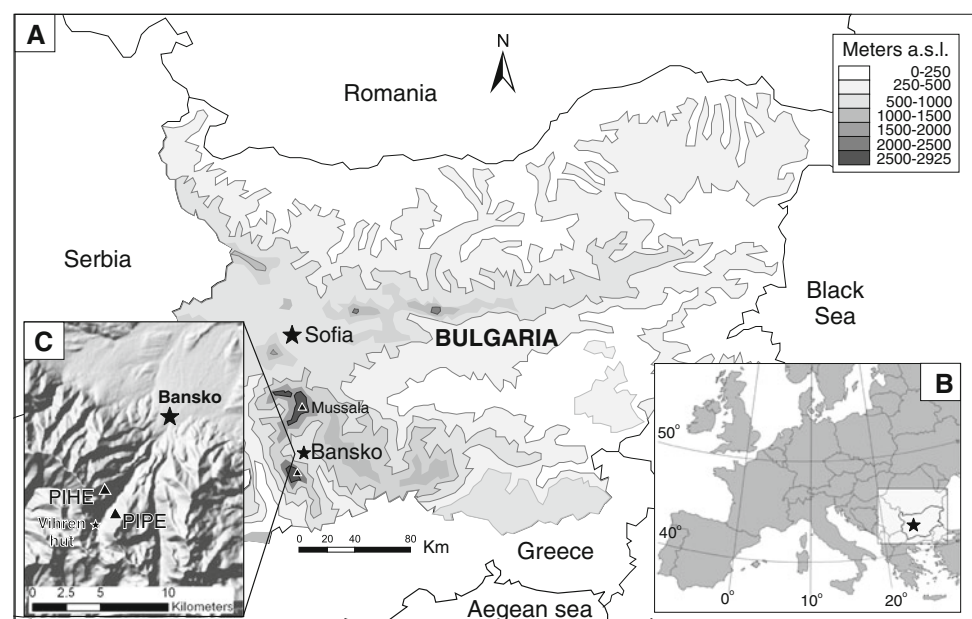 A
N
Romania
Meters a.s.l.
0-250
250-500
500-1000
1000-1500
1500-2000
2000-2500
2500-2925
Serbia
Black
Sea
Sofia
BULGARIA
Mussala
Bansko
0 20 40 80
Km
Greece
Aegean sea
C
Bansko
PIHE
PIPE
Vihren
hut
0 2.5 5 10
Kilometers
B
50°
40°
0°
10°
20°